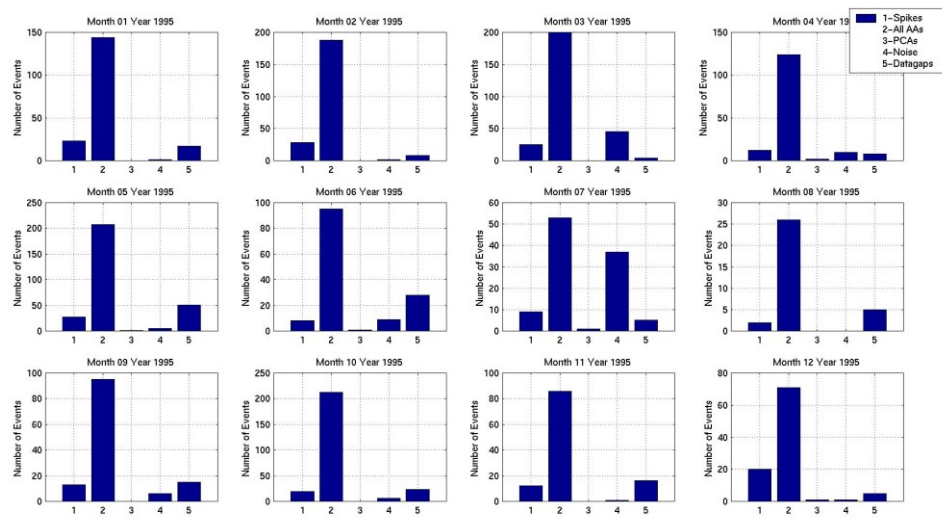 Month 01 Year 1995
Month 02 Year 1995
Month 03 Year 1995
Month 04 Year 1995
1-Spikes
2-All AAs
3-PCAs
4-Noise
5-Datagaps
Number of Events
150
100
50
0
1 2 3 4 5
Number of Events
200
150
100
50
0
1 2 3 4 5
Number of Events
200
150
100
50
0
1 2 3 4 5
Number of Events
150
100
50
0
1 2 3 4 5
Month 05 Year 1995
Number of Events
250
200
150
100
50
0
1 2 3 4 5
Month 06 Year 1995
Number of Events
100
80
60
40
20
0
1 2 3 4 5
Month 07 Year 1995
Number of Events
60
50
40
30
20
10
0
1 2 3 4 5
Month 08 Year 1995
Number of Events
30
25
20
15
10
5
0
1 2 3 4 5
Month 09 Year 1995
Number of Events
100
80
60
40
20
0
1 2 3 4 5
Month 10 Year 1995
Number of Events
250
200
150
100
50
0
1 2 3 4 5
Month 11 Year 1995
Number of Events
100
80
60
40
20
0
1 2 3 4 5
Month 12 Year 1995
Number of Events
80
60
40
20
0
1 2 3 4 5